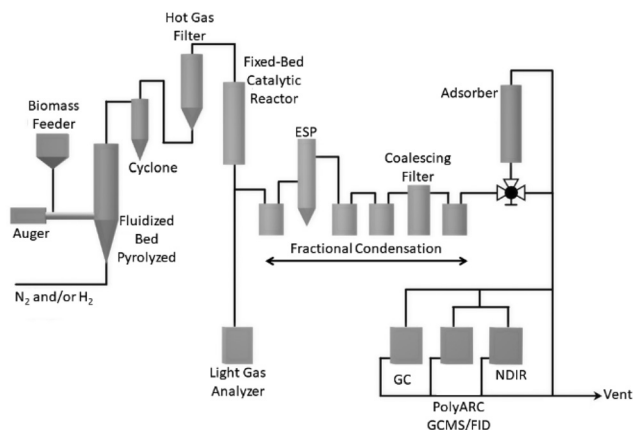 Hot Gas
Filter
Fixed-Bed
Catalytic
Reactor
Biomass
Feeder
Adsorber
ESP
Coalescing
Filter
Cyclone
Auger
Fluidized
Bed
Pyrolyzed
Fractional Condensation
N₂ and/or H₂
Light Gas
Analyzer
GC
NDIR
PolyARC
GCMS/FID
Vent